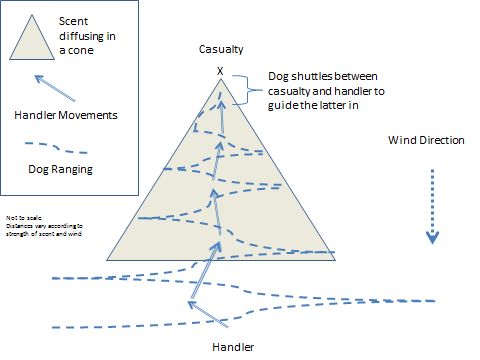 Scent
diffusing in
a cone
Handler Movements
Dog Ranging
Not to scale.
Distances vary according to
strength of scent and wind
Casualty
X
Dog shuttles between
casualty and handler to
guide the latter in
Wind Direction
Handler